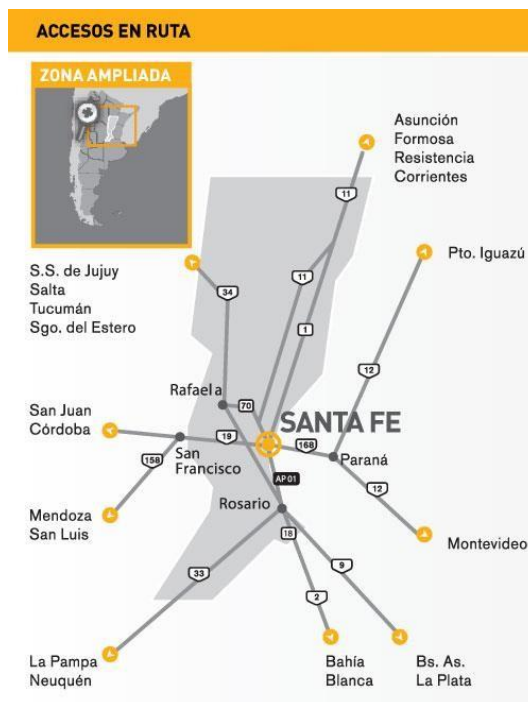 ACCESOS EN RUTA
ZONA AMPLIADA
Asunción
Formosa
Resistencia
Corrientes
11
Pto. Iguazú
S.S. de Jujuy
Salta
Tucumán
Sgo. del Estero
34
11
1
12
Rafaela
70
San Juan
Córdoba
19
SANTA FE
168
San
Francisco
Paraná
158
AP 01
12
Mendoza
San Luis
Rosario
18
Montevideo
33
9
2
La Pampa
Neuquén
Bahía
Blanca
Bs. As.
La Plata